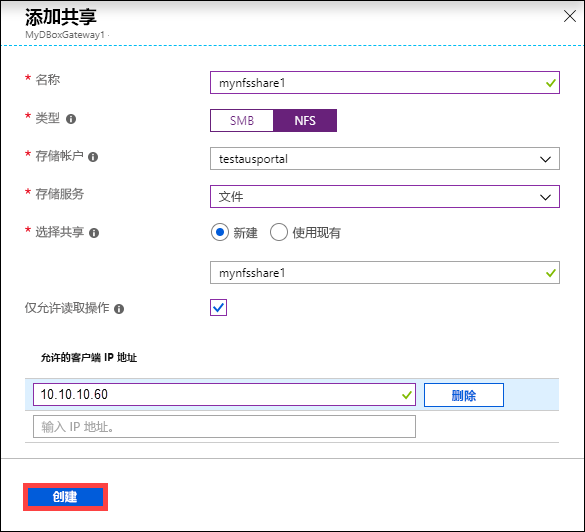 添加共享
MyDBoxGateway1
* 名称
mynfsshare1
* 类型
SMB NFS
* 存储帐户
testausportal
* 存储服务
文件
* 选择共享
新建 使用现有
mynfsshare1
仅允许读取操作
允许的客户端 IP 地址
10.10.10.60 删除
输入 IP 地址。
创建